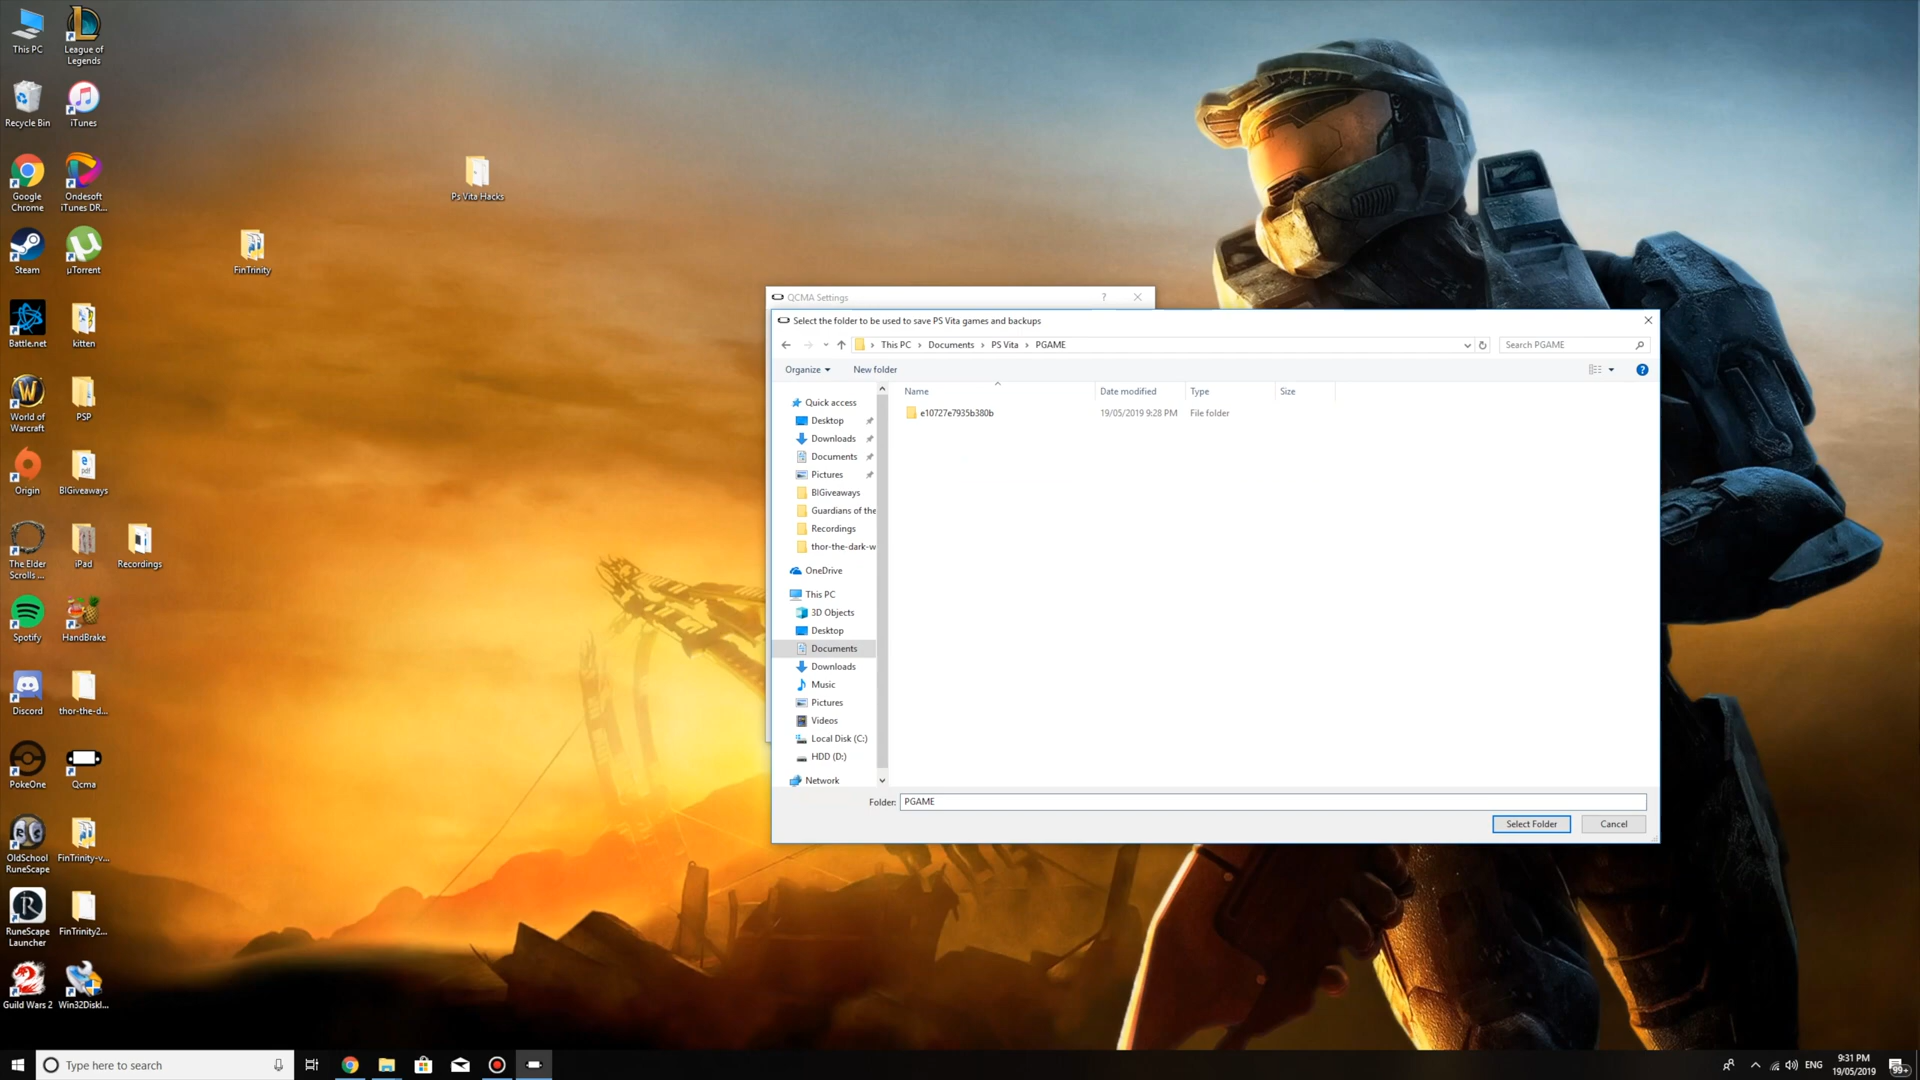 This PC
League of
Legends
Recycle Bin
iTunes
Google
Chrome
Ondesoft
iTunes DR...
Steam
µTorrent
Battle.net
kitten
World of
Warcraft
PSP
Origin
BIGiveaways
The Elder
Scrolls ...
iPad
Recordings
Spotify
HandBrake
Discord
thor-the-d...
PokeOne
Qcma
OldSchool
RuneScape
FinTrinity-v...
RuneScape
Launcher
FinTrinity2...
Guild Wars 2
Win32DiskI...
Ps Vita Hacks
FinTrinity
QCMA Settings
?
Select the folder to be used to save PS Vita games and backups
This PC › Documents › PS Vita › PGAME
Search PGAME
Organize
New folder
Name
Date modified
Type
Size
e10727e7935b380b
19/05/2019 9:28 PM
File folder
Quick access
Desktop
Downloads
Documents
Pictures
BIGiveaways
Guardians of the
Recordings
thor-the-dark-w
OneDrive
This PC
3D Objects
Desktop
Documents
Downloads
Music
Pictures
Videos
Local Disk (C:)
HDD (D:)
Network
Folder:
PGAME
Select Folder
Cancel
Type here to search
ENG
9:31 PM
19/05/2019
99+